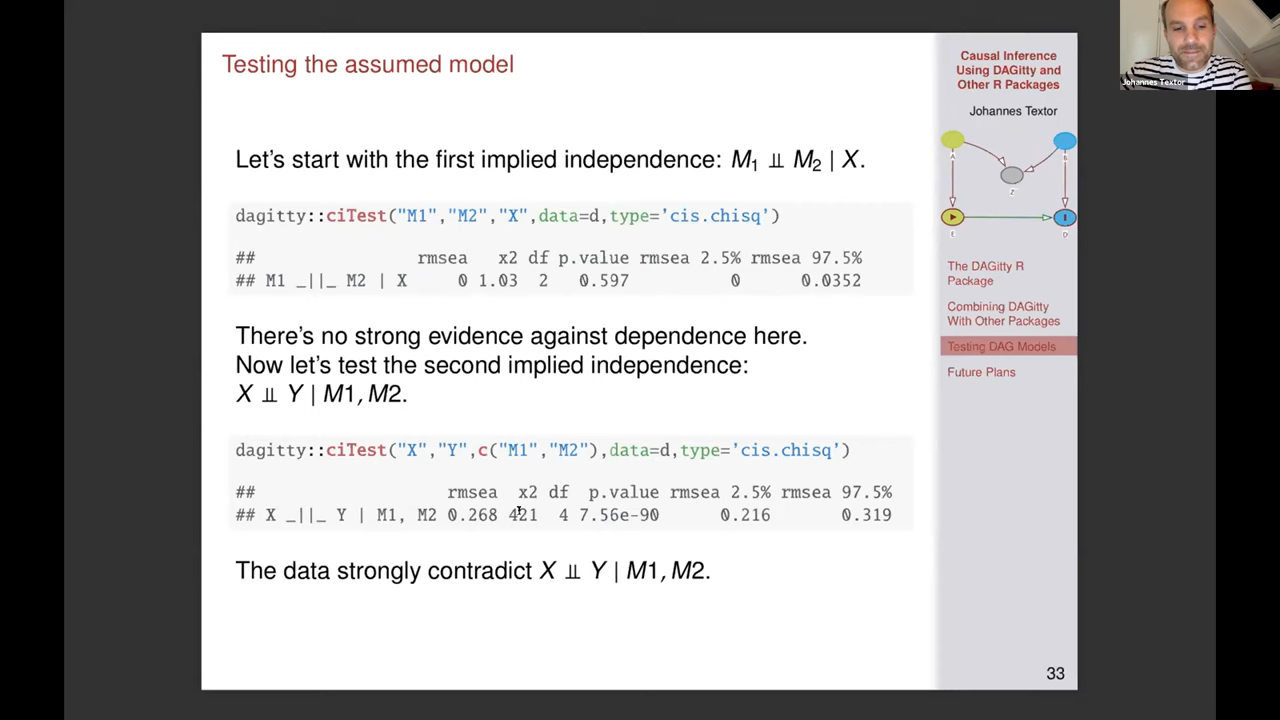 Testing the assumed model
Let's start with the first implied independence: M₁ ⫫ M₂ | X.
dagitty::ciTest("M1","M2","X",data=d,type='cis.chisq')
## rmsea x2 df p.value rmsea 2.5% rmsea 97.5%
## M1 _||_ M2 | X 0 1.03 2 0.597 0 0.0352
There's no strong evidence against dependence here.
Now let's test the second implied independence:
X ⫫ Y | M1, M2.
dagitty::ciTest("X","Y",c("M1","M2"),data=d,type='cis.chisq')
## rmsea x2 df p.value rmsea 2.5% rmsea 97.5%
## X _||_ Y | M1, M2 0.268 421 4 7.56e-90 0.216 0.319
The data strongly contradict X ⫫ Y | M1, M2.
Causal Inference
Using DAGitty and
Other R Packages
Johannes Textor
A B
Z
E D
The DAGitty R
Package
Combining DAGitty
With Other Packages
Testing DAG Models
Future Plans
33
Johannes Textor